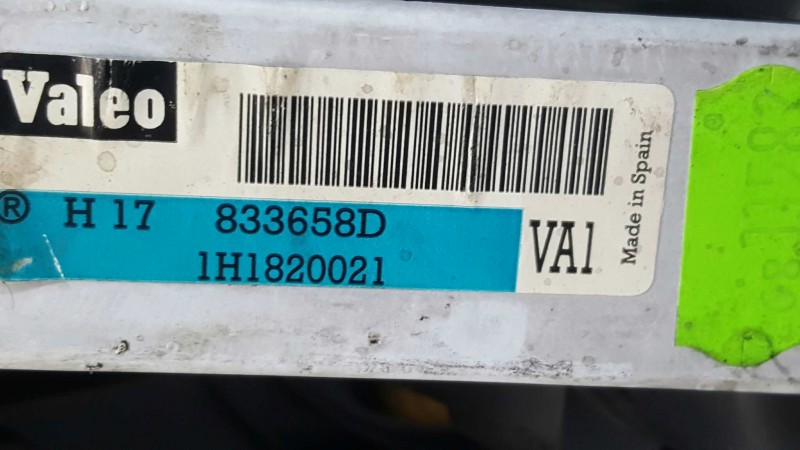 Valeo
® H 17 833658D
1H1820021
VA1
Made in Spain